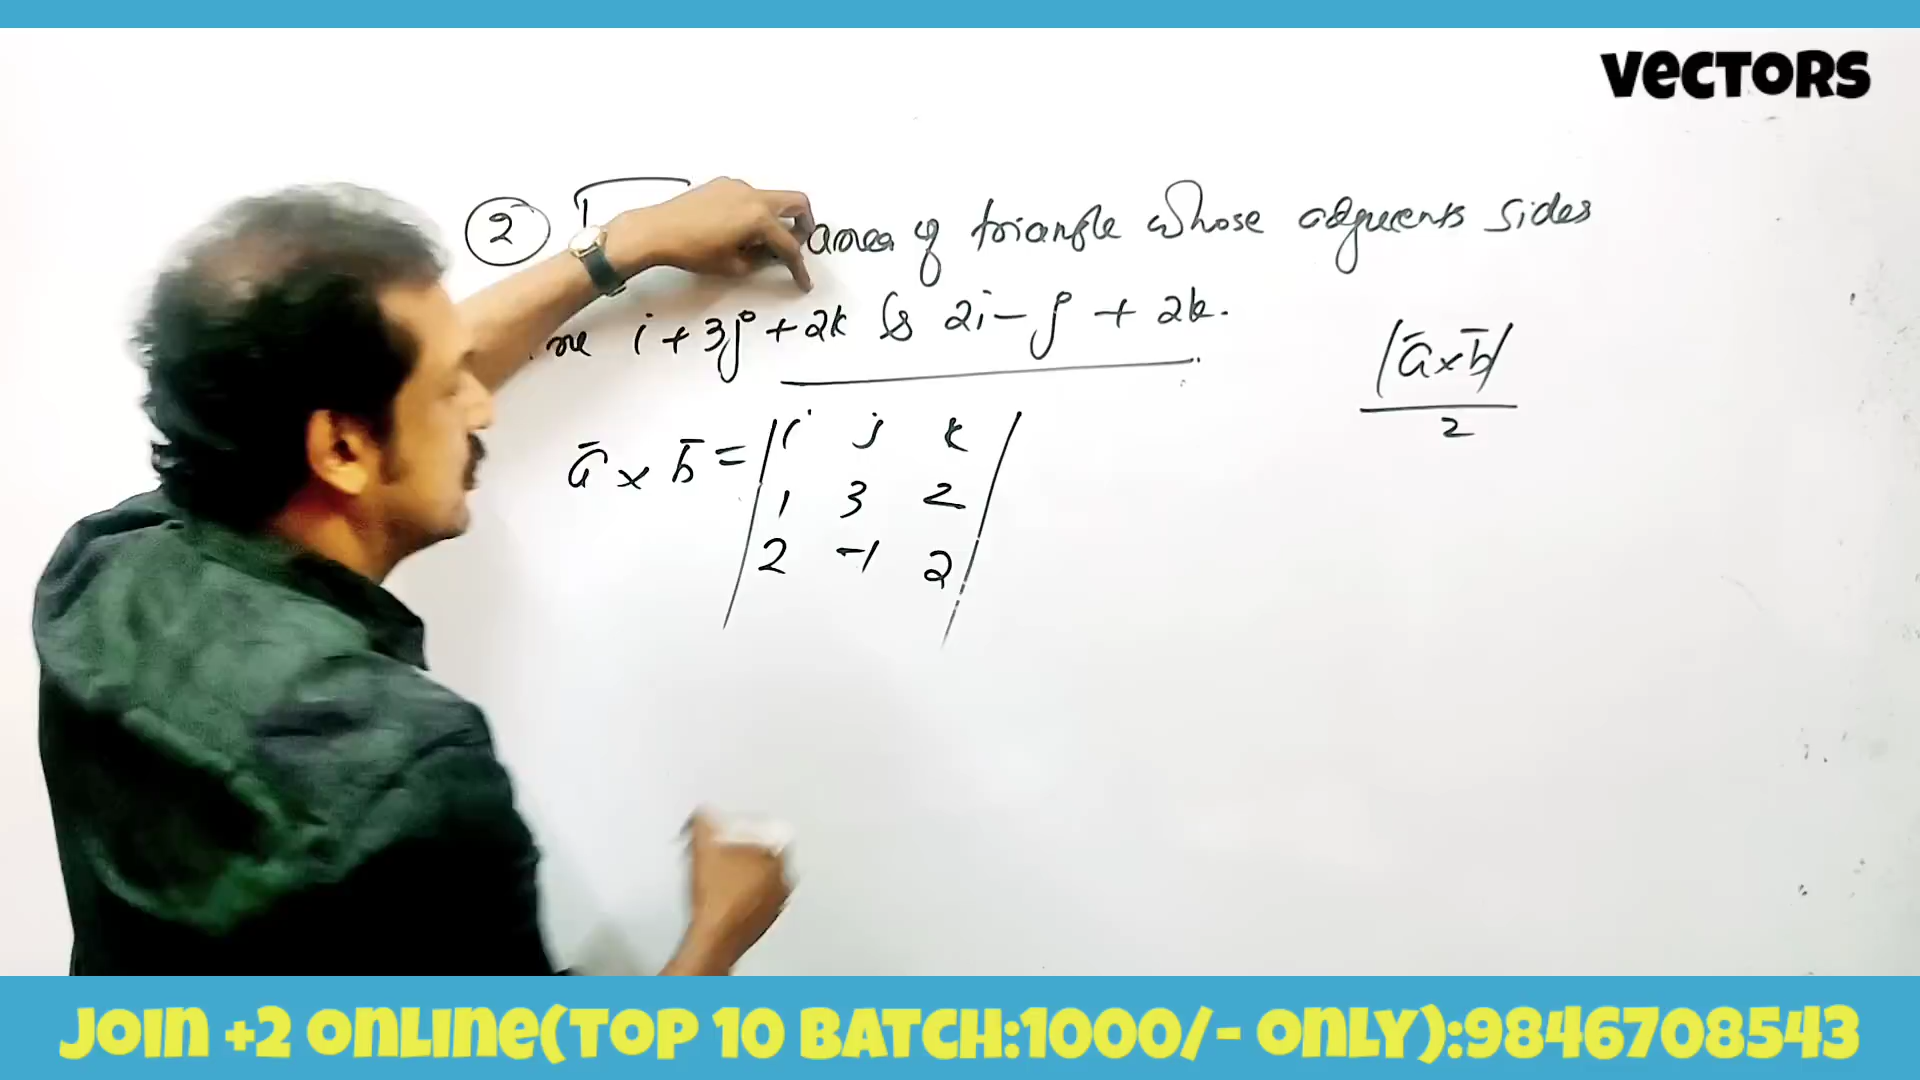 VECTORS
2 area of triangle whose adjacents sides
are i + 3j + 2k & 2i - j + 2k.
|a̅ x b̅|
2
a̅ x b̅ = | i j k |
1 3 2
2 -1 2
JOIN +2 ONLINE(TOP 10 BATCH:1000/- ONLY):9846708543